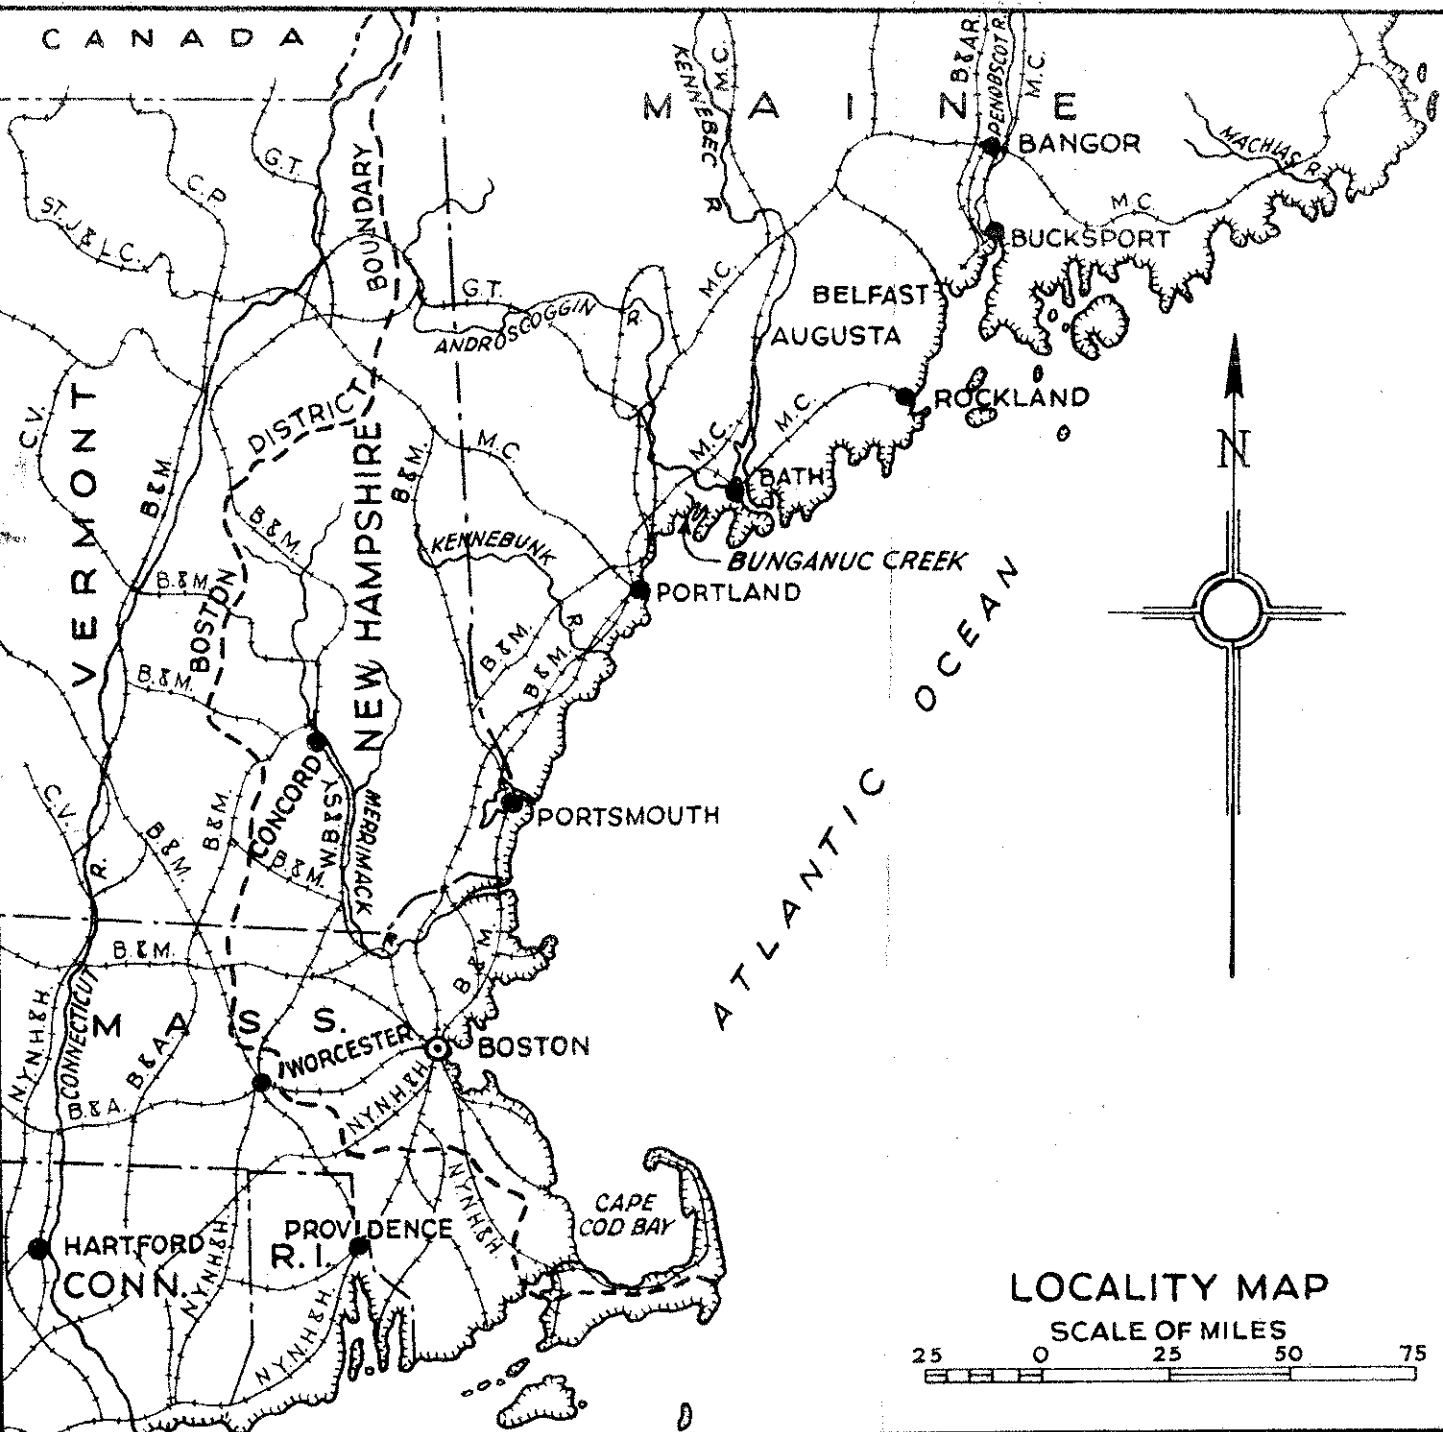 CANADA
MAINE
KENNEBEC R
M.C.
B.&AR.
PENOBSCOT R.
M.C.
BANGOR
MACHIAS R.
M.C.
BUCKSPORT
G.T.
C.P.
ST.J&L.C.
BOUNDARY
G.T.
ANDROSCOGGIN R.
M.C.
BELFAST
AUGUSTA
ROCKLAND
N
C.V.
VERMONT
B.&M.
DISTRICT
NEW HAMPSHIRE
B.&M.
M.C.
M.C.
M.C.
BATH
B.&M.
KENNEBUNK R.
BUNGANUC CREEK
B.&M.
BOSTON
PORTLAND
B.&M.
B.&M.
B.&M.
ATLANTIC OCEAN
CONCORD
C.V.
R.
B.&M.
B.&M.
B.&M.
MERRIMACK
PORTSMOUTH
B.&M.
B.&M.
N.Y.N.H.&H.
CONNECTICUT
MASS.
B.&A.
B.&A.
WORCESTER
BOSTON
N.Y.N.H.&H.
N.Y.N.H.&H.
CAPE
COD BAY
HARTFORD
CONN.
N.Y.N.H.&H.
PROVIDENCE
R.I.
N.Y.N.H.&H.
LOCALITY MAP
SCALE OF MILES
25 0 25 50 75